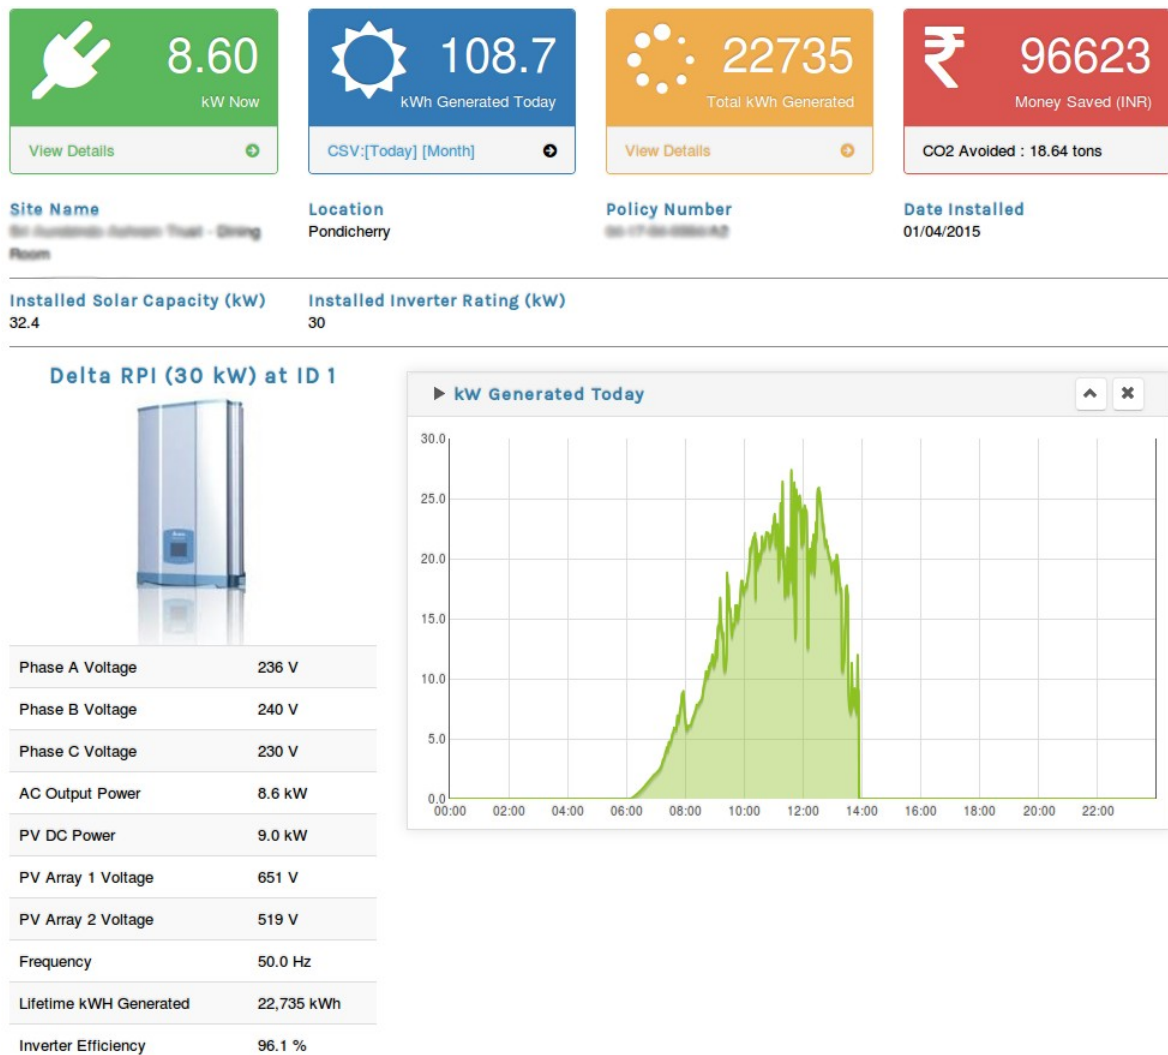 8.60
kW Now
View Details
108.7
kWh Generated Today
CSV:[Today] [Month]
22735
Total kWh Generated
View Details
₹ 96623
Money Saved (INR)
CO2 Avoided : 18.64 tons
Site Name
Location
Pondicherry
Policy Number
Date Installed
01/04/2015
Installed Solar Capacity (kW)
32.4
Installed Inverter Rating (kW)
30
Delta RPI (30 kW) at ID 1
Phase A Voltage 236 V
Phase B Voltage 240 V
Phase C Voltage 230 V
AC Output Power 8.6 kW
PV DC Power 9.0 kW
PV Array 1 Voltage 651 V
PV Array 2 Voltage 519 V
Frequency 50.0 Hz
Lifetime kWH Generated 22,735 kWh
Inverter Efficiency 96.1 %
kW Generated Today
30.0
25.0
20.0
15.0
10.0
5.0
0.0
00:00 02:00 04:00 06:00 08:00 10:00 12:00 14:00 16:00 18:00 20:00 22:00